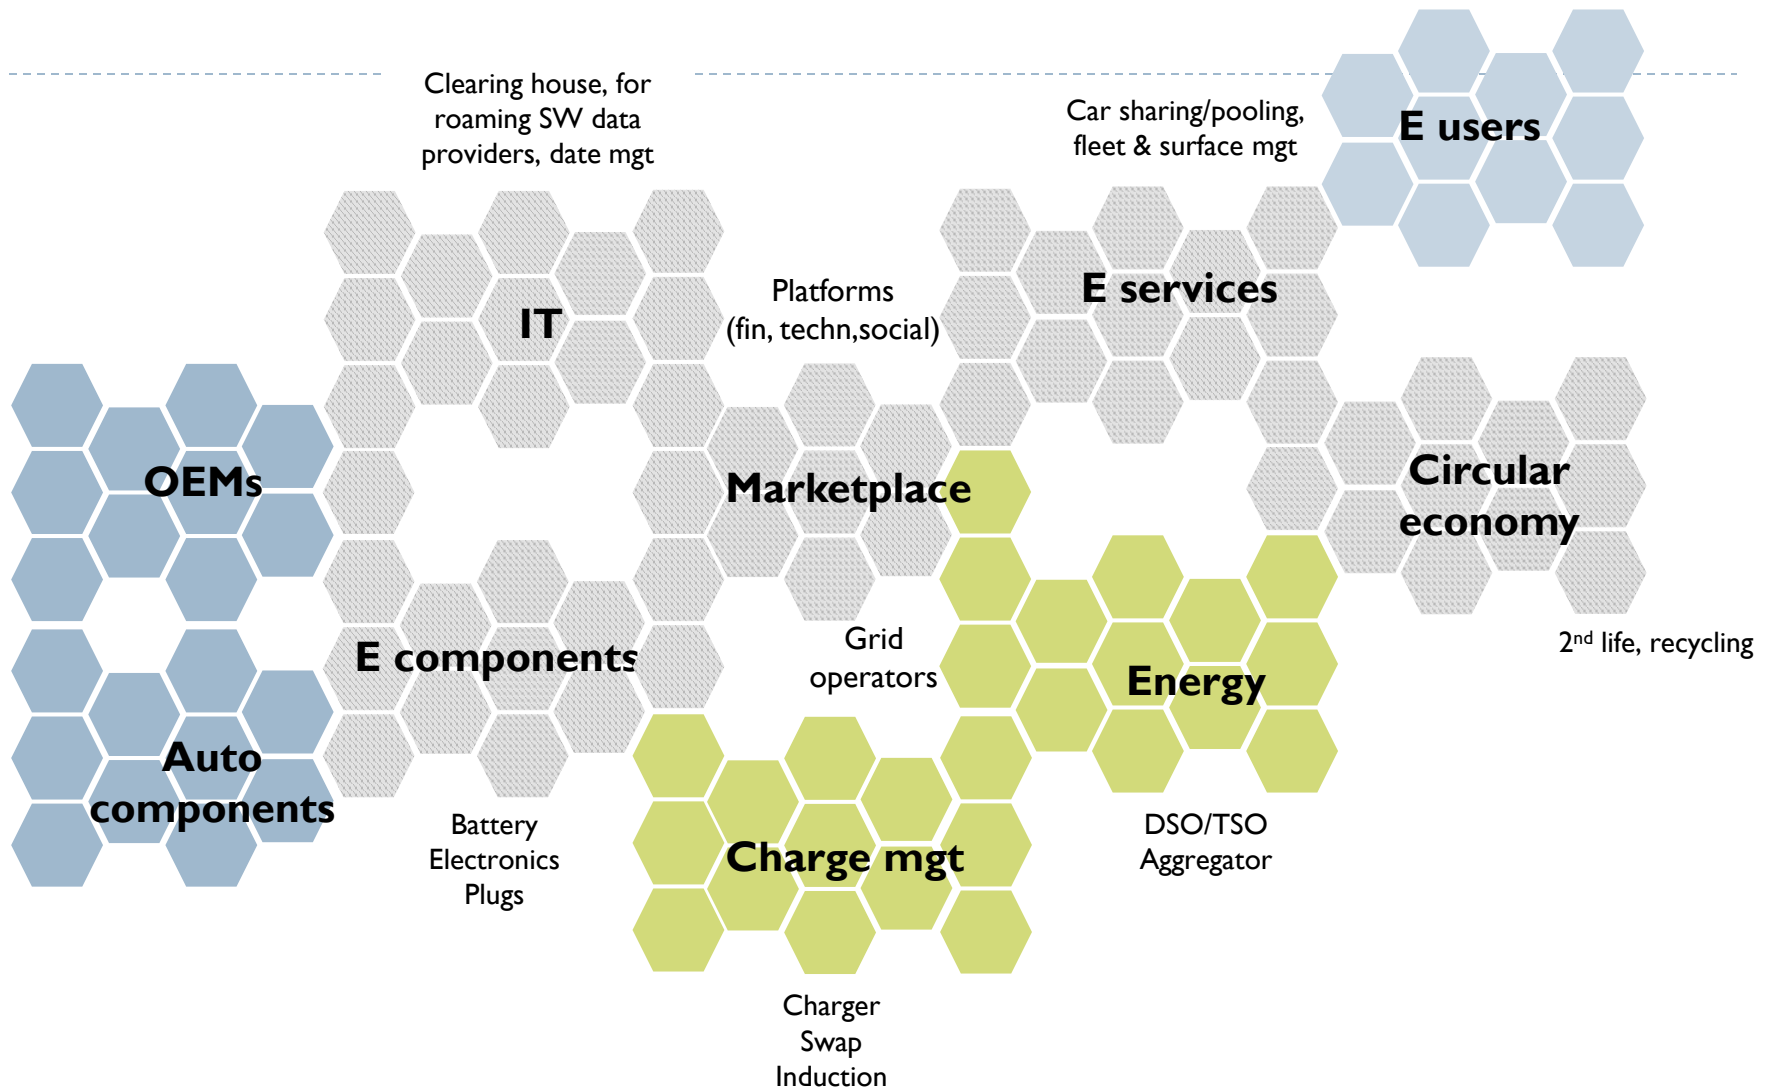 Clearing house, for
roaming SW data
providers, date mgt
Car sharing/pooling,
fleet & surface mgt
E users
IT
Platforms
(fin, techn,social)
E services
OEMs
Marketplace
Circular
economy
E components
Grid
operators
Energy
2nd life, recycling
Auto
components
Battery
Electronics
Plugs
Charge mgt
DSO/TSO
Aggregator
Charger
Swap
Induction